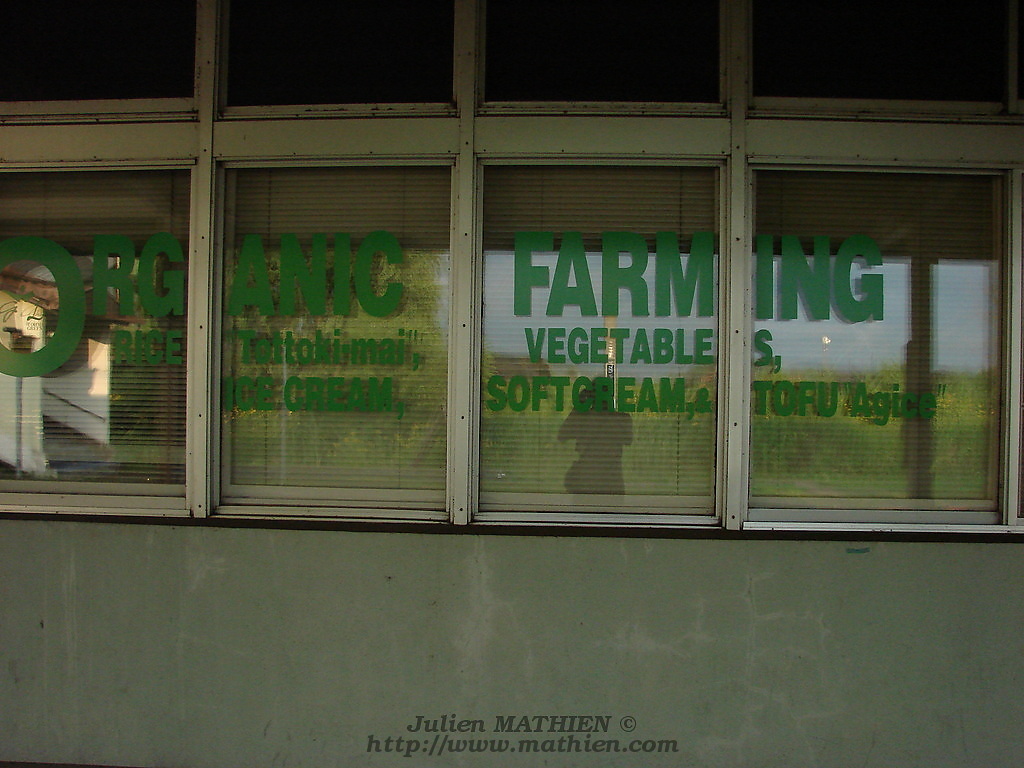 ORGANIC FARMING
RICE "Tottoki-mai", VEGETABLES,
ICE CREAM, SOFTCREAM,& TOFU "Agice"
Julien MATHIEN ©
http://www.mathien.com